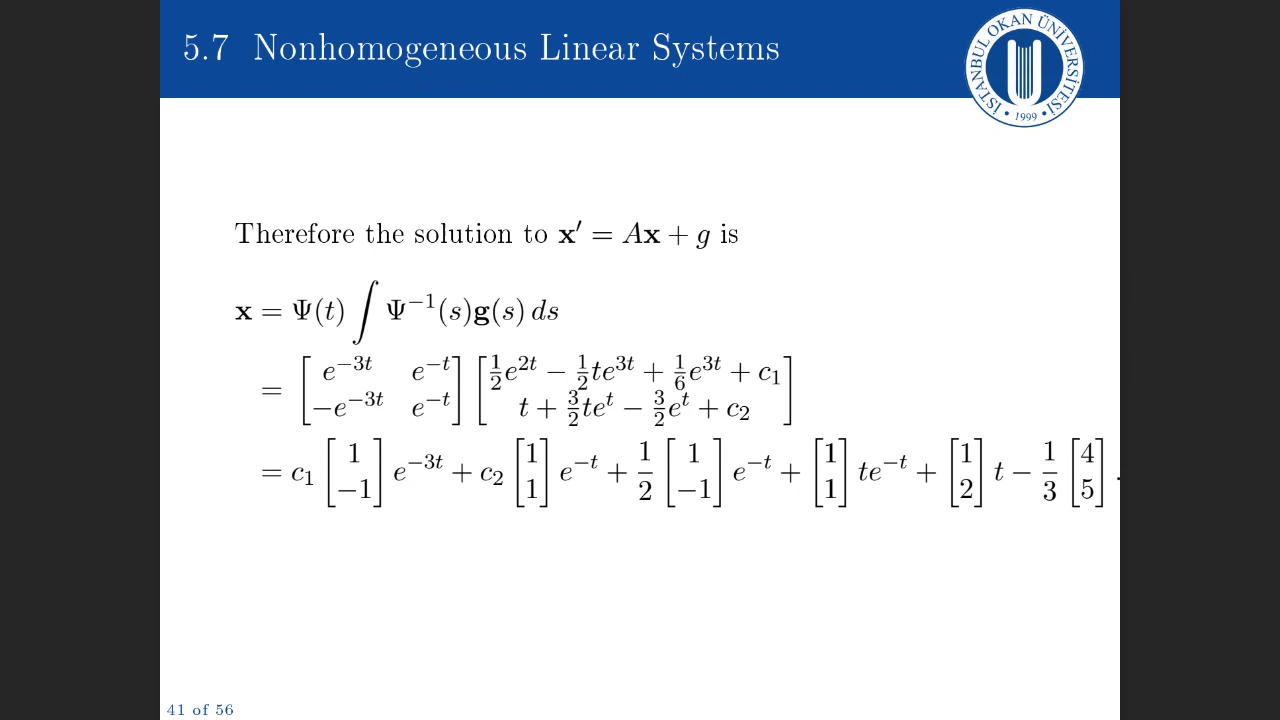 5.7 Nonhomogeneous Linear Systems
İSTANBUL OKAN ÜNİVERSİTESİ
• 1999 •
Therefore the solution to x′ = Ax + g is
x = Ψ(t) ∫ Ψ⁻¹(s)g(s) ds
= [e^{-3t} e^{-t}; −e^{-3t} e^{-t}] [½e^{2t} − ½te^{3t} + ⅙e^{3t} + c₁; t + 3/2 te^t − 3/2 e^t + c₂]
= c₁ [1; −1] e^{-3t} + c₂ [1; 1] e^{-t} + 1/2 [1; −1] e^{-t} + [1; 1] te^{-t} + [1; 2] t − 1/3 [4; 5] .
41 of 56